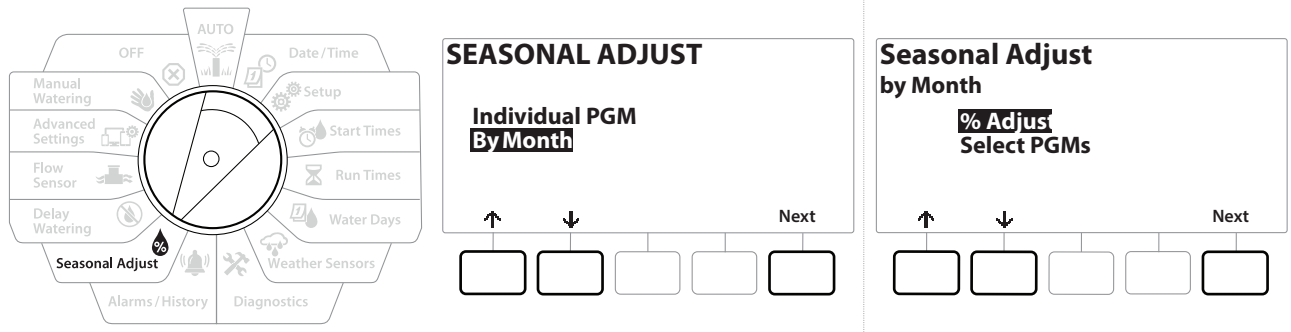 AUTO
OFF
Date/Time
Manual
Watering
Setup
Advanced
Settings
Start Times
Flow
Sensor
Run Times
Delay
Watering
Water Days
%
Seasonal Adjust
Weather Sensors
Alarms/History
Diagnostics
SEASONAL ADJUST
Individual PGM
By Month
Next
Seasonal Adjust
by Month
% Adjust
Select PGMs
Next